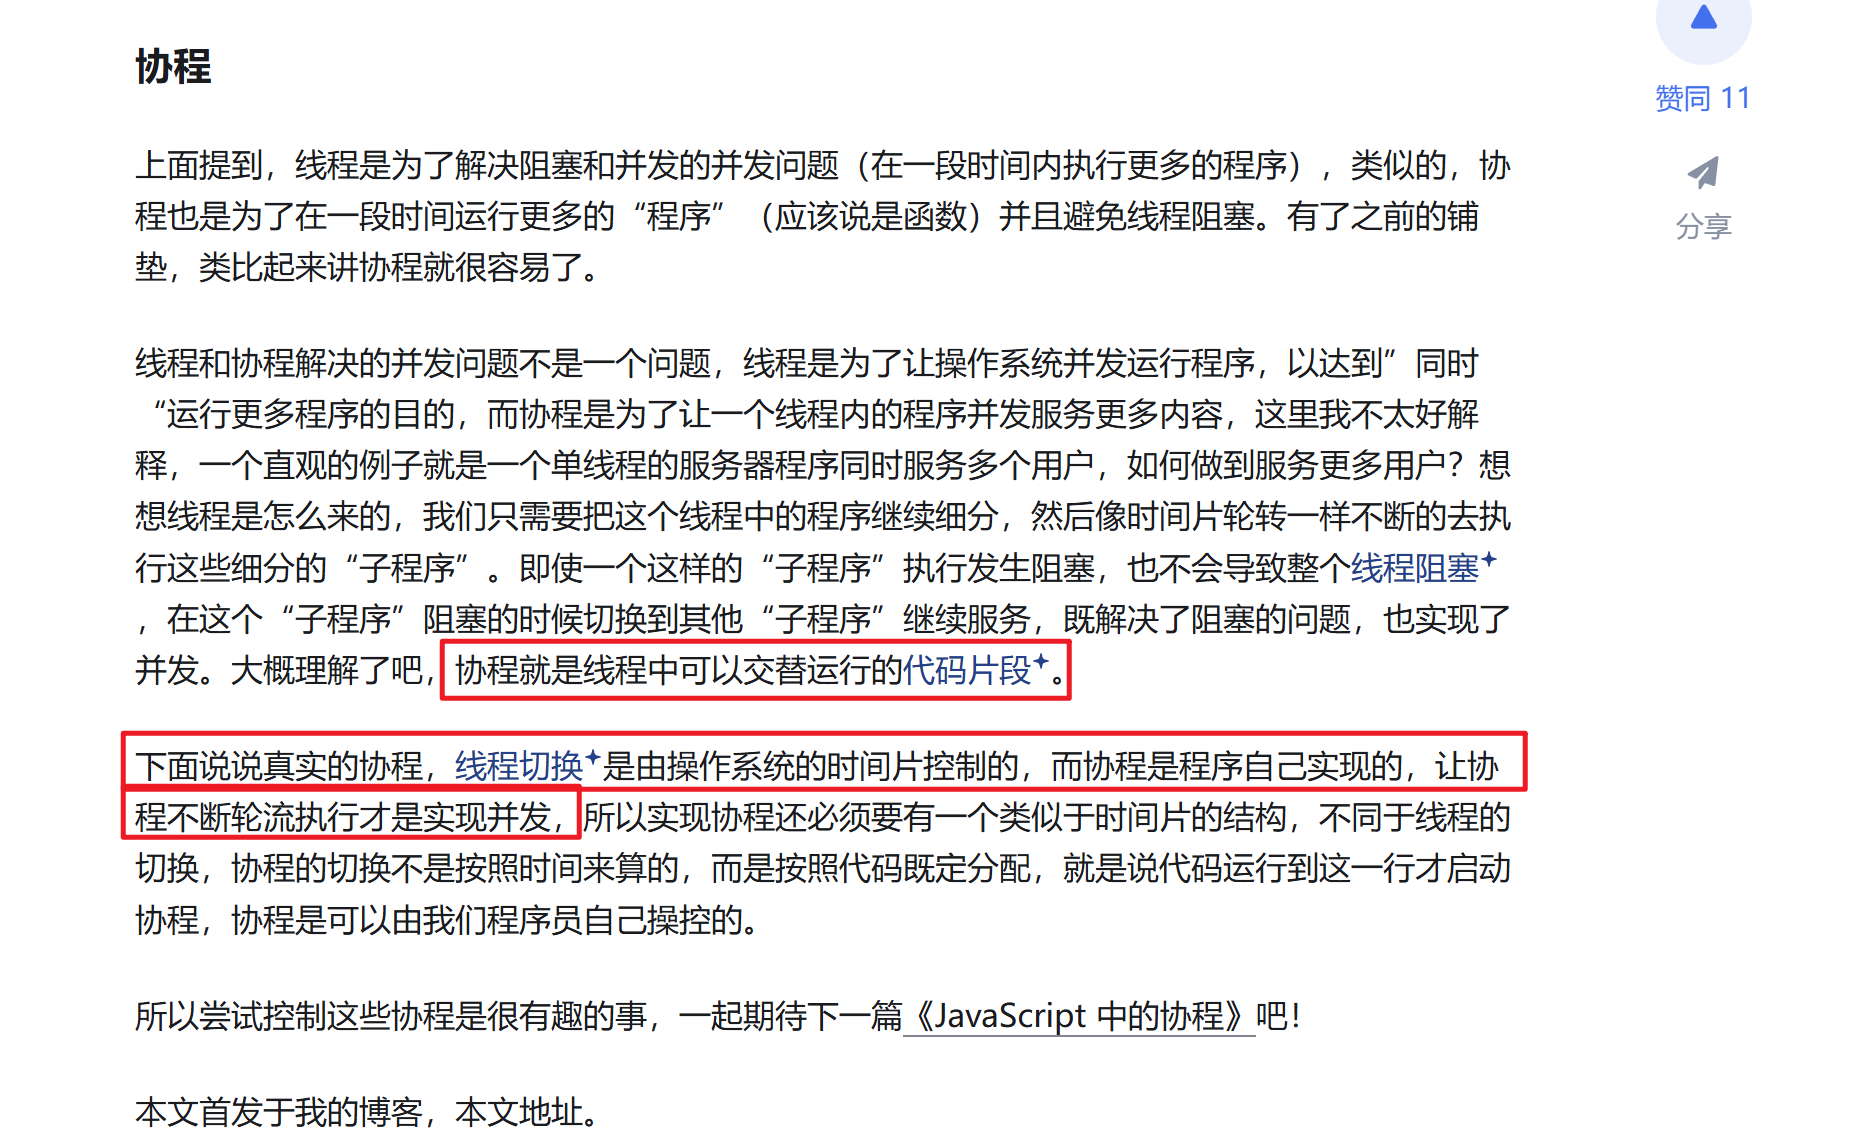 协程
上面提到，线程是为了解决阻塞和并发的并发问题（在一段时间内执行更多的程序），类似的，协
程也是为了在一段时间运行更多的“程序”（应该说是函数）并且避免线程阻塞。有了之前的铺
垫，类比起来讲协程就很容易了。
线程和协程解决的并发问题不是一个问题，线程是为了让操作系统并发运行程序，以达到”同时
“运行更多程序的目的，而协程是为了让一个线程内的程序并发服务更多内容，这里我不太好解
释，一个直观的例子就是一个单线程的服务器程序同时服务多个用户，如何做到服务更多用户？想
想线程是怎么来的，我们只需要把这个线程中的程序继续细分，然后像时间片轮转一样不断的去执
行这些细分的“子程序”。即使一个这样的“子程序”执行发生阻塞，也不会导致整个线程阻塞
，在这个“子程序”阻塞的时候切换到其他“子程序”继续服务，既解决了阻塞的问题，也实现了
并发。大概理解了吧，协程就是线程中可以交替运行的代码片段。
下面说说真实的协程，线程切换是由操作系统的时间片控制的，而协程是程序自己实现的，让协
程不断轮流执行才是实现并发，所以实现协程还必须要有一个类似于时间片的结构，不同于线程的
切换，协程的切换不是按照时间来算的，而是按照代码既定分配，就是说代码运行到这一行才启动
协程，协程是可以由我们程序员自己操控的。
所以尝试控制这些协程是很有趣的事，一起期待下一篇《JavaScript 中的协程》吧！
本文首发于我的博客，本文地址。
赞同 11
分享